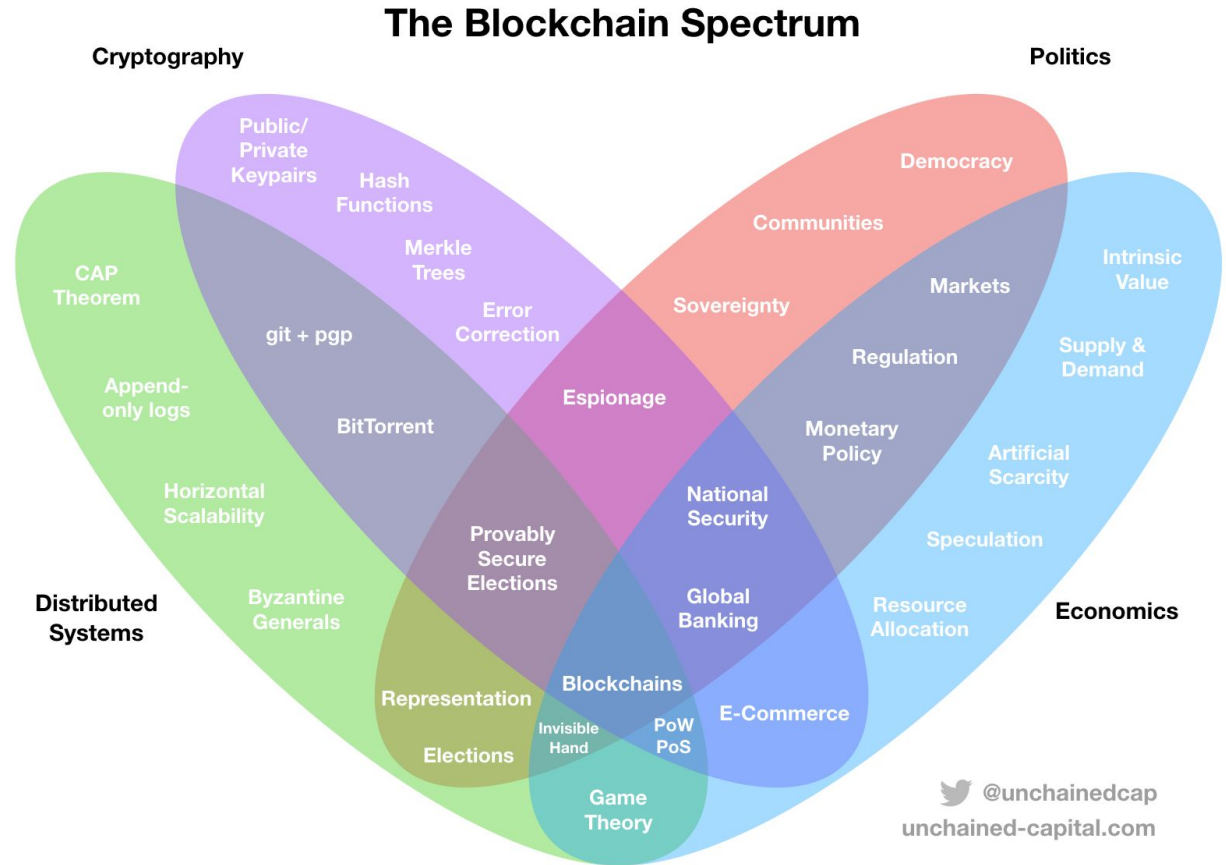 The Blockchain Spectrum
Cryptography
Politics
Public/
Private
Keypairs
Hash
Functions
Merkle
Trees
Error
Correction
Democracy
Communities
Sovereignty
CAP
Theorem
git + pgp
Append-
only logs
BitTorrent
Horizontal
Scalability
Byzantine
Generals
Distributed
Systems
Espionage
Markets
Regulation
Monetary
Policy
Intrinsic
Value
Supply &
Demand
Artificial
Scarcity
Speculation
Resource
Allocation
Economics
National
Security
Global
Banking
Provably
Secure
Elections
Representation
Elections
Blockchains
Invisible
Hand
PoW
PoS
E-Commerce
Game
Theory
@unchainedcap
unchained-capital.com